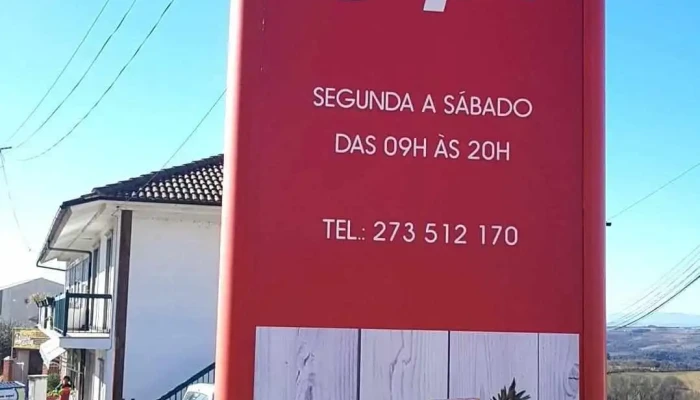 SEGUNDA A SÁBADO
DAS 09H ÀS 20H
TEL.: 273 512 170